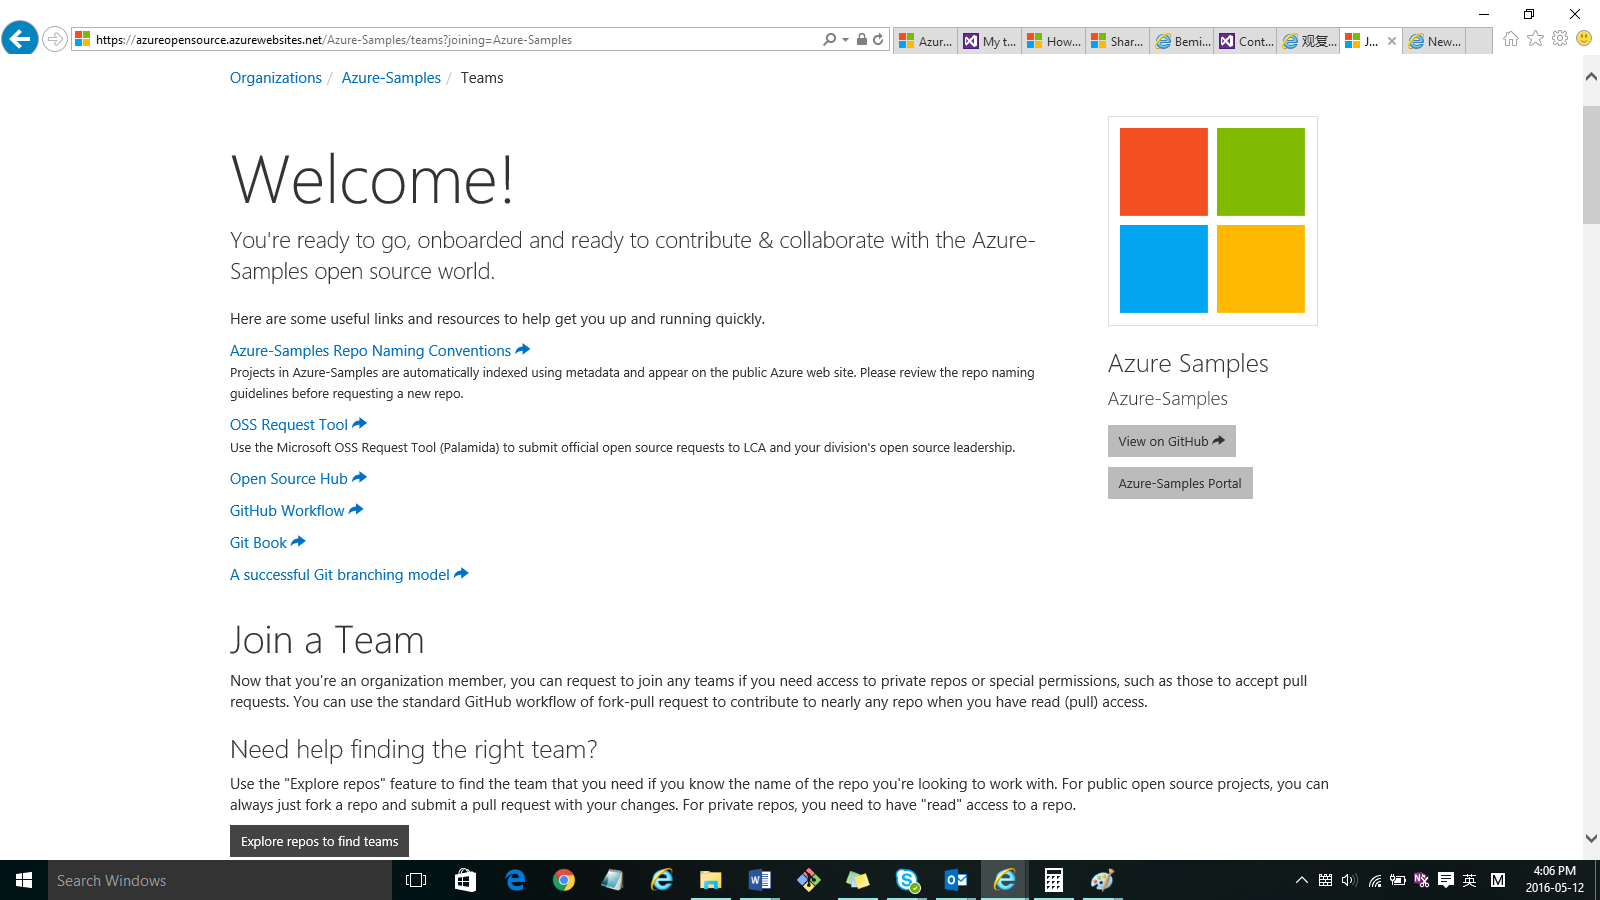 https://azureopensource.azurewebsites.net/Azure-Samples/teams?joining=Azure-Samples
Azur...
My t...
How...
Shar...
Bemi...
Cont...
观复...
J...
New...
Organizations / Azure-Samples / Teams
Welcome!
You're ready to go, onboarded and ready to contribute & collaborate with the Azure-
Samples open source world.
Here are some useful links and resources to help get you up and running quickly.
Azure-Samples Repo Naming Conventions
Projects in Azure-Samples are automatically indexed using metadata and appear on the public Azure web site. Please review the repo naming
guidelines before requesting a new repo.
OSS Request Tool
Use the Microsoft OSS Request Tool (Palamida) to submit official open source requests to LCA and your division's open source leadership.
Open Source Hub
GitHub Workflow
Git Book
A successful Git branching model
Azure Samples
Azure-Samples
View on GitHub
Azure-Samples Portal
Join a Team
Now that you're an organization member, you can request to join any teams if you need access to private repos or special permissions, such as those to accept pull
requests. You can use the standard GitHub workflow of fork-pull request to contribute to nearly any repo when you have read (pull) access.
Need help finding the right team?
Use the "Explore repos" feature to find the team that you need if you know the name of the repo you're looking to work with. For public open source projects, you can
always just fork a repo and submit a pull request with your changes. For private repos, you need to have "read" access to a repo.
Explore repos to find teams
Search Windows
英
M
4:06 PM
2016-05-12